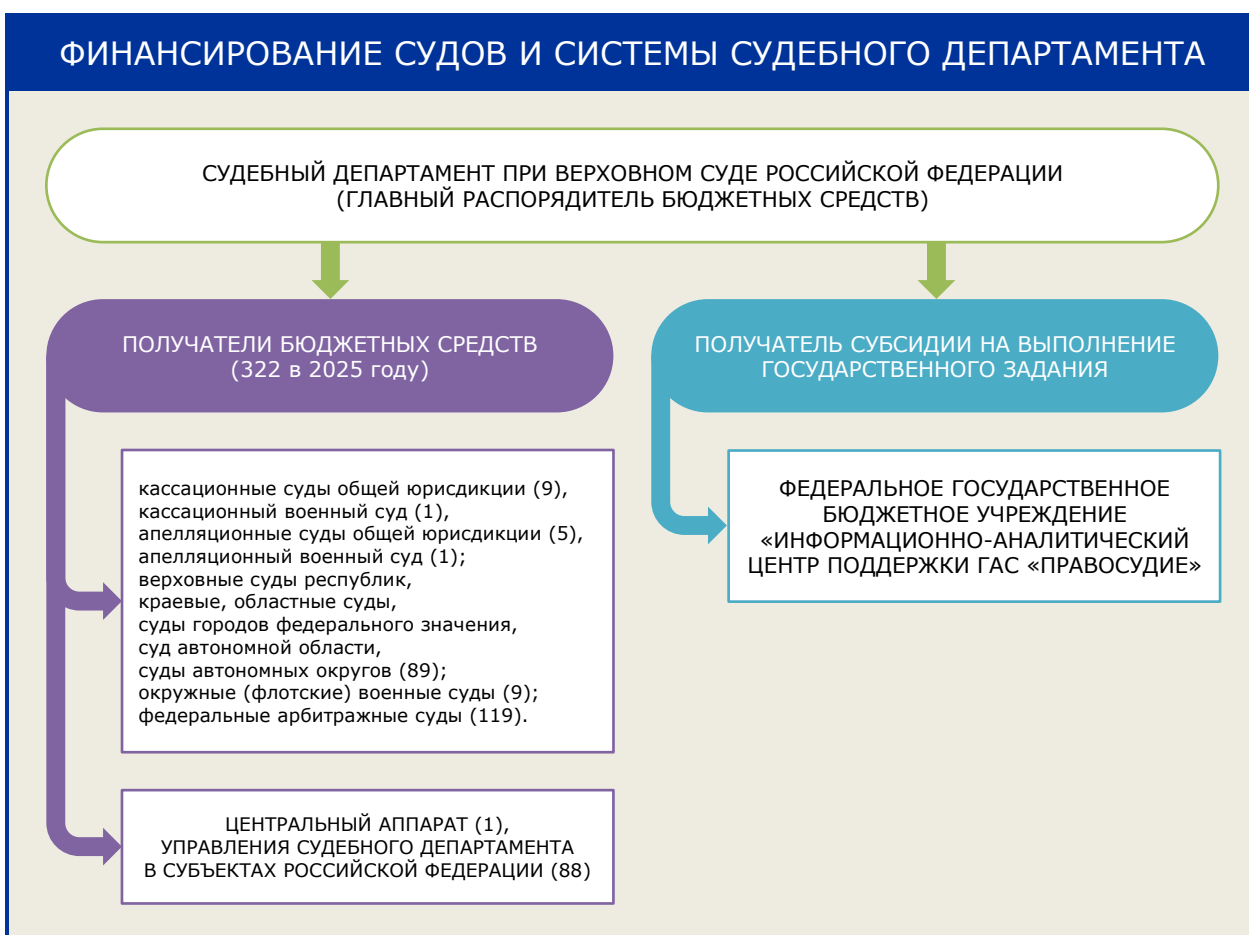 ФИНАНСИРОВАНИЕ СУДОВ И СИСТЕМЫ СУДЕБНОГО ДЕПАРТАМЕНТА
СУДЕБНЫЙ ДЕПАРТАМЕНТ ПРИ ВЕРХОВНОМ СУДЕ РОССИЙСКОЙ ФЕДЕРАЦИИ
(ГЛАВНЫЙ РАСПОРЯДИТЕЛЬ БЮДЖЕТНЫХ СРЕДСТВ)
ПОЛУЧАТЕЛИ БЮДЖЕТНЫХ СРЕДСТВ
(322 в 2025 году)
кассационные суды общей юрисдикции (9),
кассационный военный суд (1),
апелляционные суды общей юрисдикции (5),
апелляционный военный суд (1);
верховные суды республик,
краевые, областные суды,
суды городов федерального значения,
суд автономной области,
суды автономных округов (89);
окружные (флотские) военные суды (9);
федеральные арбитражные суды (119).
ЦЕНТРАЛЬНЫЙ АППАРАТ (1),
УПРАВЛЕНИЯ СУДЕБНОГО ДЕПАРТАМЕНТА
В СУБЪЕКТАХ РОССИЙСКОЙ ФЕДЕРАЦИИ (88)
ПОЛУЧАТЕЛЬ СУБСИДИИ НА ВЫПОЛНЕНИЕ
ГОСУДАРСТВЕННОГО ЗАДАНИЯ
ФЕДЕРАЛЬНОЕ ГОСУДАРСТВЕННОЕ
БЮДЖЕТНОЕ УЧРЕЖДЕНИЕ
«ИНФОРМАЦИОННО-АНАЛИТИЧЕСКИЙ
ЦЕНТР ПОДДЕРЖКИ ГАС «ПРАВОСУДИЕ»